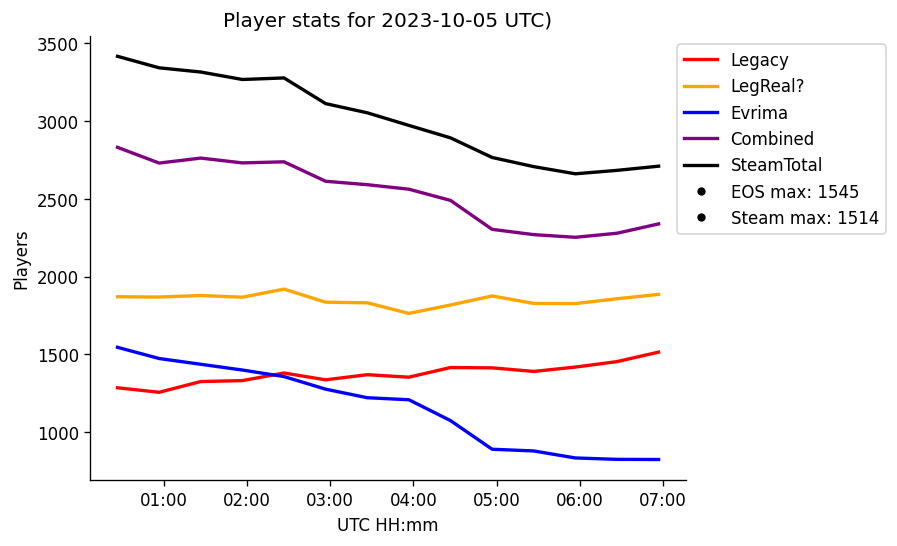 Player stats for 2023-10-05 UTC)
3500
3000
2500
2000
1500
1000
Players
01:00 02:00 03:00 04:00 05:00 06:00 07:00
UTC HH:mm
Legacy
LegReal?
Evrima
Combined
SteamTotal
EOS max: 1545
Steam max: 1514